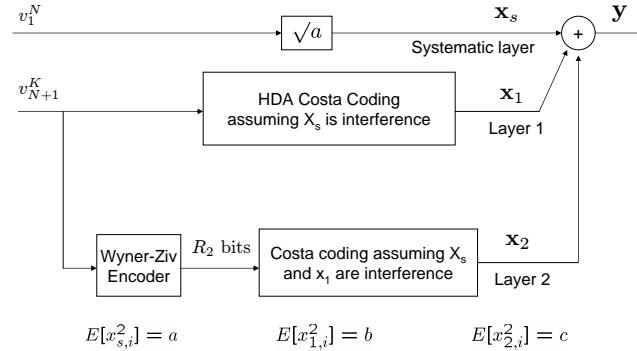 v_1^N
√a
x_s
y
+
Systematic layer
v_{N+1}^K
HDA Costa Coding
assuming X_s is interference
x_1
Layer 1
Wyner-Ziv
Encoder
R_2 bits
Costa coding assuming X_s
and x_1 are interference
x_2
Layer 2
E[x_{s,i}^2] = a
E[x_{1,i}^2] = b
E[x_{2,i}^2] = c